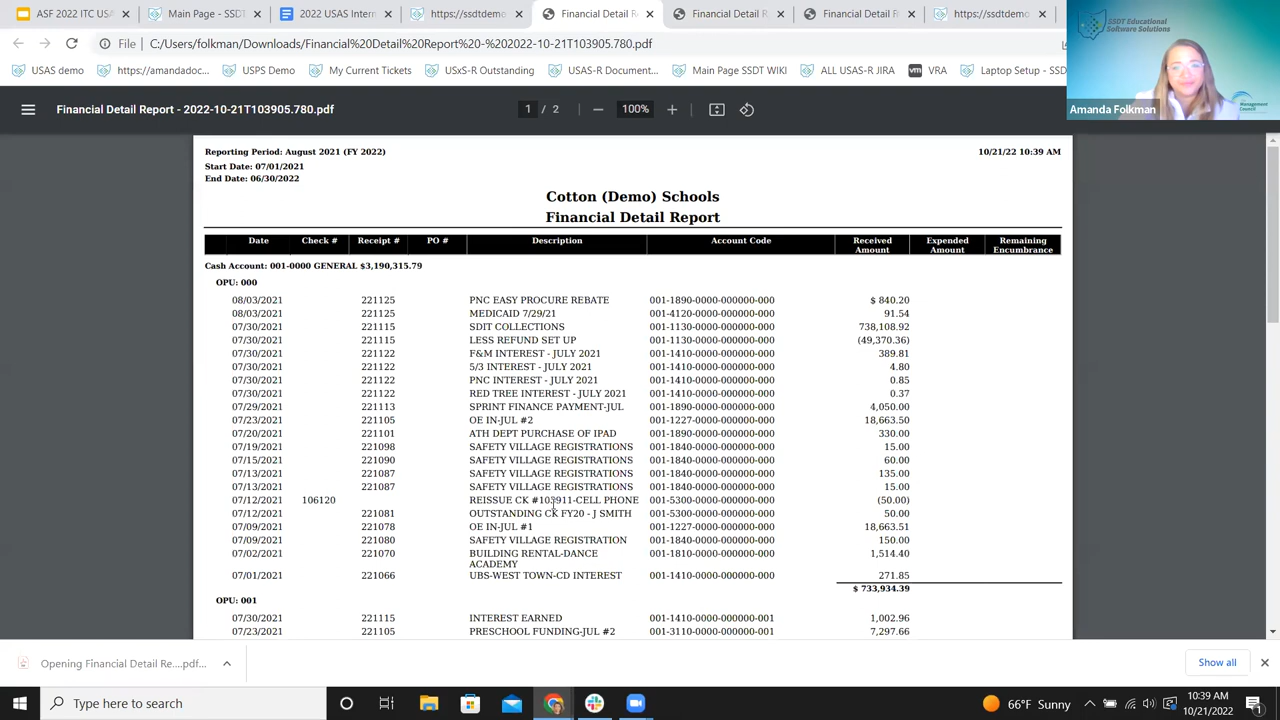 ASF 2022 ITC USA
Main Page - SSDT
2022 USAS Intern
https://ssdtdemo
Financial Detail R
Financial Detail Re
Financial Detail Re
https://ssdtdemo
File C:/Users/folkman/Downloads/Financial%20Detail%20Report%20-%202022-10-21T103905.780.pdf
USAS demo
https://amandadoc...
USPS Demo
My Current Tickets
USxS-R Outstanding
USAS-R Document...
Main Page SSDT WIKI
ALL USAS-R JIRA
vm VRA
Laptop Setup - SSD
SSDT Educational
Software Solutions
Management
Council
Amanda Folkman
Financial Detail Report - 2022-10-21T103905.780.pdf
1 / 2
100%
Reporting Period: August 2021 (FY 2022) 10/21/22 10:39 AM
Start Date: 07/01/2021
End Date: 06/30/2022
Cotton (Demo) Schools
Financial Detail Report
Date Check # Receipt # PO # Description Account Code Received Amount Expended Amount Remaining Encumbrance
Cash Account: 001-0000 GENERAL $3,190,315.79
OPU: 000
08/03/2021 221125 PNC EASY PROCURE REBATE 001-1890-0000-000000-000 $ 840.20
08/03/2021 221125 MEDICAID 7/29/21 001-4120-0000-000000-000 91.54
07/30/2021 221115 SDIT COLLECTIONS 001-1130-0000-000000-000 738,108.92
07/30/2021 221115 LESS REFUND SET UP 001-1130-0000-000000-000 (49,370.36)
07/30/2021 221122 F&M INTEREST - JULY 2021 001-1410-0000-000000-000 389.81
07/30/2021 221122 5/3 INTEREST - JULY 2021 001-1410-0000-000000-000 4.80
07/30/2021 221122 PNC INTEREST - JULY 2021 001-1410-0000-000000-000 0.85
07/30/2021 221122 RED TREE INTEREST - JULY 2021 001-1410-0000-000000-000 0.37
07/29/2021 221113 SPRINT FINANCE PAYMENT-JUL 001-1890-0000-000000-000 4,050.00
07/23/2021 221105 OE IN-JUL #2 001-1227-0000-000000-000 18,663.50
07/20/2021 221101 ATH DEPT PURCHASE OF IPAD 001-1890-0000-000000-000 330.00
07/19/2021 221098 SAFETY VILLAGE REGISTRATIONS 001-1840-0000-000000-000 15.00
07/15/2021 221090 SAFETY VILLAGE REGISTRATIONS 001-1840-0000-000000-000 60.00
07/13/2021 221087 SAFETY VILLAGE REGISTRATIONS 001-1840-0000-000000-000 135.00
07/13/2021 221087 SAFETY VILLAGE REGISTRATIONS 001-1840-0000-000000-000 15.00
07/12/2021 106120 REISSUE CK #103911-CELL PHONE 001-5300-0000-000000-000 (50.00)
07/12/2021 221081 OUTSTANDING CK FY20 - J SMITH 001-5300-0000-000000-000 50.00
07/09/2021 221078 OE IN-JUL #1 001-1227-0000-000000-000 18,663.51
07/09/2021 221080 SAFETY VILLAGE REGISTRATION 001-1840-0000-000000-000 150.00
07/02/2021 221070 BUILDING RENTAL-DANCE 001-1810-0000-000000-000 1,514.40
ACADEMY
07/01/2021 221066 UBS-WEST TOWN-CD INTEREST 001-1410-0000-000000-000 271.85
$ 733,934.39
OPU: 001
07/30/2021 221115 INTEREST EARNED 001-1410-0000-000000-001 1,002.96
07/23/2021 221105 PRESCHOOL FUNDING-JUL #2 001-3110-0000-000000-001 7,297.66
Opening Financial Detail Re....pdf...
Show all
Type here to search
66°F Sunny
10:39 AM
10/21/2022
1